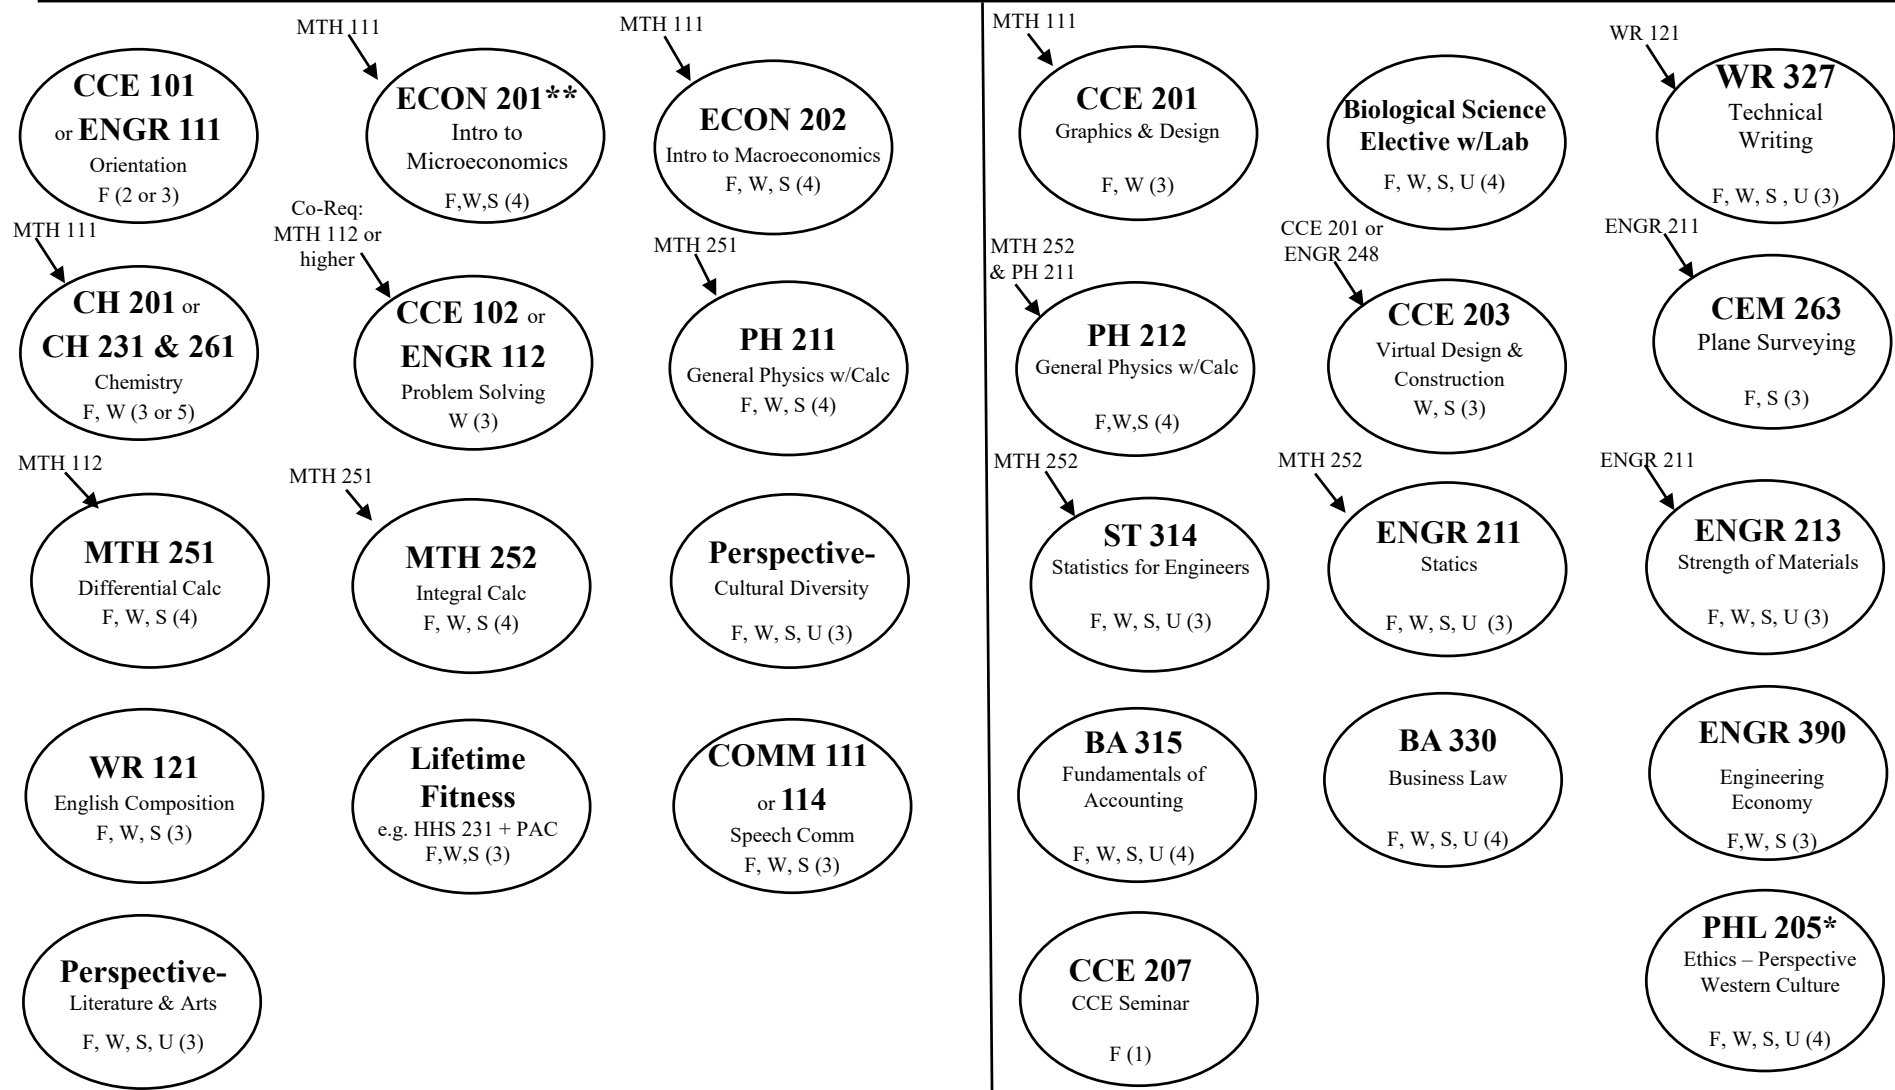 MTH 111
CCE 101
or ENGR 111
Orientation
F (2 or 3)
MTH 111
ECON 201**
Intro to
Microeconomics
F,W,S (4)
MTH 111
ECON 202
Intro to Macroeconomics
F, W, S (4)
MTH 111
CH 201 or
CH 231 & 261
Chemistry
F, W (3 or 5)
Co-Req:
MTH 112 or
higher
CCE 102 or
ENGR 112
Problem Solving
W (3)
MTH 251
PH 211
General Physics w/Calc
F, W, S (4)
MTH 112
MTH 251
Differential Calc
F, W, S (4)
MTH 251
MTH 252
Integral Calc
F, W, S (4)
Perspective-
Cultural Diversity
F, W, S, U (3)
WR 121
English Composition
F, W, S (3)
Lifetime
Fitness
e.g. HHS 231 + PAC
F,W,S (3)
COMM 111
or 114
Speech Comm
F, W, S (3)
Perspective-
Literature & Arts
F, W, S, U (3)
CCE 201
Graphics & Design
F, W (3)
Biological Science
Elective w/Lab
F, W, S, U (4)
WR 121
WR 327
Technical
Writing
F, W, S , U (3)
MTH 252
& PH 211
PH 212
General Physics w/Calc
F,W,S (4)
CCE 201 or
ENGR 248
CCE 203
Virtual Design &
Construction
W, S (3)
ENGR 211
CEM 263
Plane Surveying
F, S (3)
MTH 252
ST 314
Statistics for Engineers
F, W, S, U (3)
MTH 252
ENGR 211
Statics
F, W, S, U (3)
ENGR 211
ENGR 213
Strength of Materials
F, W, S, U (3)
BA 315
Fundamentals of
Accounting
F, W, S, U (4)
BA 330
Business Law
F, W, S, U (4)
ENGR 390
Engineering
Economy
F,W, S (3)
CCE 207
CCE Seminar
F (1)
PHL 205*
Ethics – Perspective
Western Culture
F, W, S, U (4)